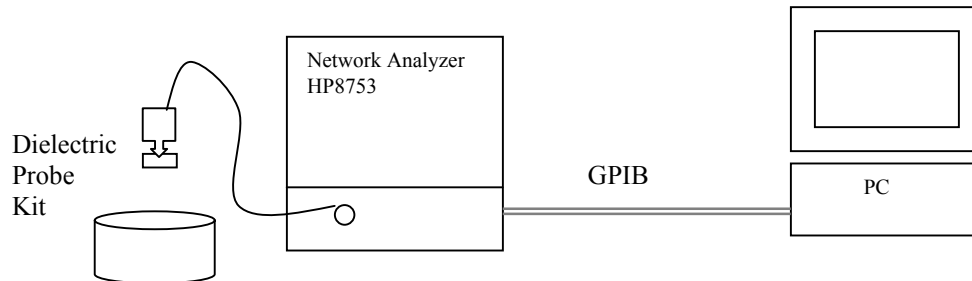 Network Analyzer
HP8753
Dielectric
Probe
Kit
GPIB
PC